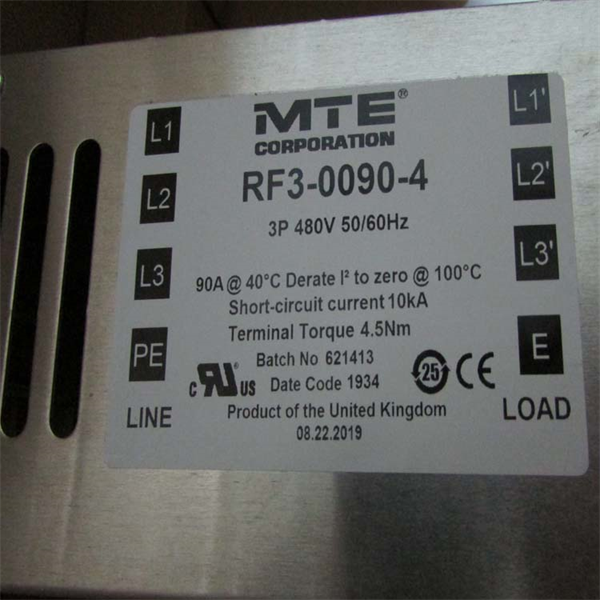 MTE®
CORPORATION
RF3-0090-4
3P 480V 50/60Hz
90A @ 40°C Derate I² to zero @ 100°C
Short-circuit current 10kA
Terminal Torque 4.5Nm
Batch No 621413
Date Code 1934
Product of the United Kingdom
08.22.2019
L1
L2
L3
PE
LINE
L1'
L2'
L3'
E
LOAD
c RU US
25
CE